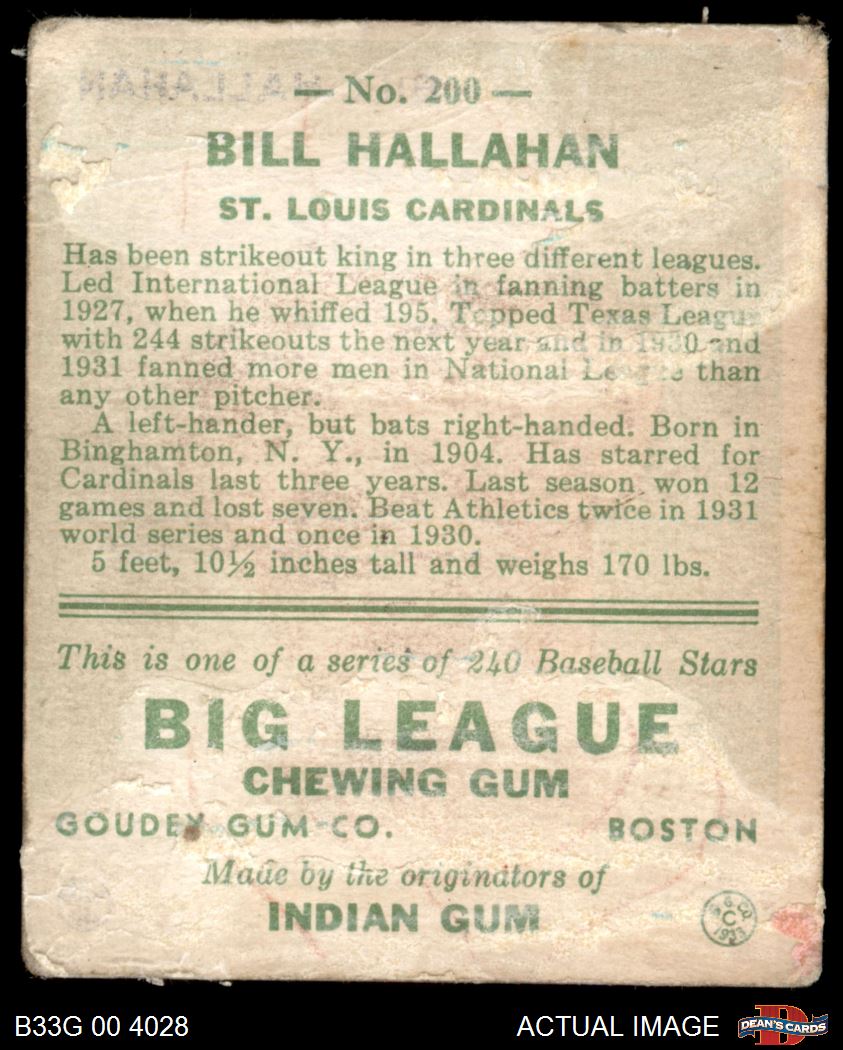 — No. 200 —
BILL HALLAHAN
ST. LOUIS CARDINALS
Has been strikeout king in three different leagues.
Led International League in fanning batters in
1927, when he whiffed 195. Topped Texas League
with 244 strikeouts the next year and in 1930 and
1931 fanned more men in National League than
any other pitcher.
A left-hander, but bats right-handed. Born in
Binghamton, N. Y., in 1904. Has starred for
Cardinals last three years. Last season won 12
games and lost seven. Beat Athletics twice in 1931
world series and once in 1930.
5 feet, 10½ inches tall and weighs 170 lbs.
This is one of a series of 240 Baseball Stars
BIG LEAGUE
CHEWING GUM
GOUDEY GUM CO. BOSTON
Made by the originators of
INDIAN GUM
G. G. CO.
C
1933
B33G 00 4028 ACTUAL IMAGE DEAN'S CARDS